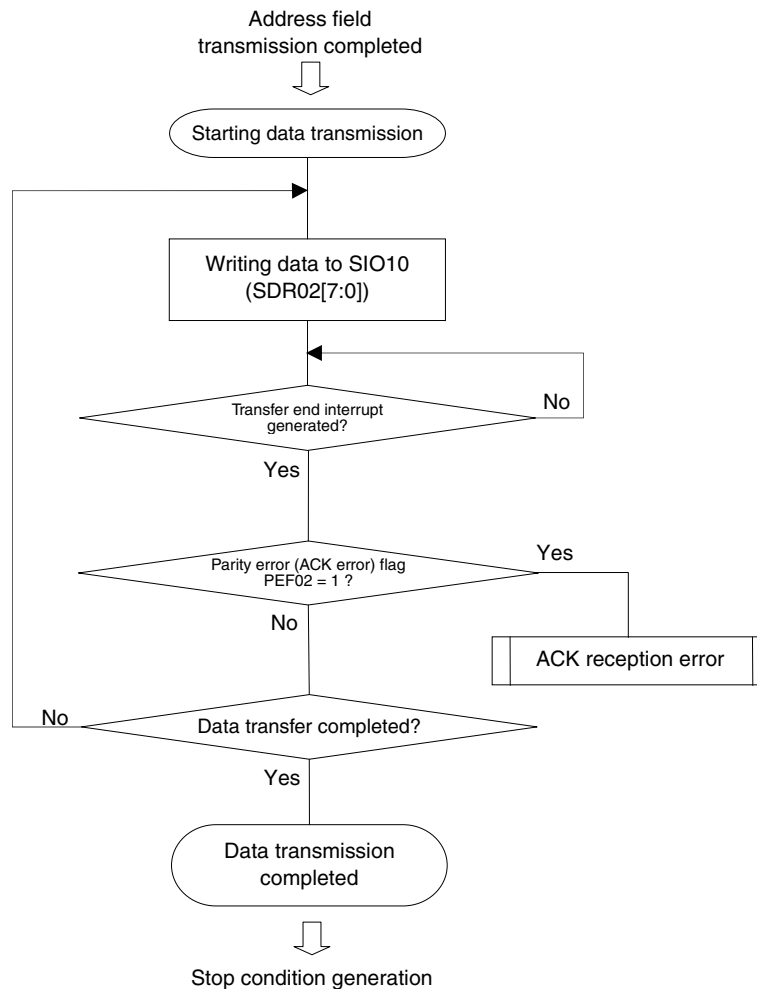 Address field
transmission completed
Starting data transmission
Writing data to SIO10
(SDR02[7:0])
Transfer end interrupt
generated?
No
Yes
Parity error (ACK error) flag
PEF02 = 1 ?
Yes
No
ACK reception error
Data transfer completed?
No
Yes
Data transmission
completed
Stop condition generation